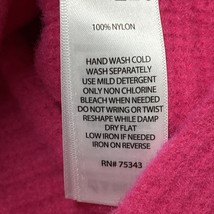 100% NYLON
HAND WASH COLD
WASH SEPARATELY
USE MILD DETERGENT
ONLY NON CHLORINE
BLEACH WHEN NEEDED
DO NOT WRING OR TWIST
RESHAPE WHILE DAMP
DRY FLAT
LOW IRON IF NEEDED
IRON ON REVERSE
RN# 75343